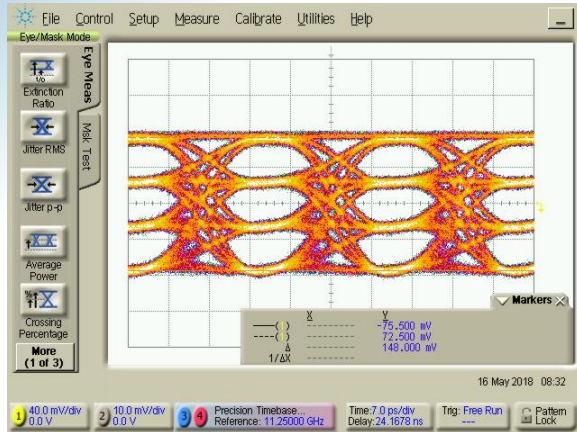 File Control Setup Measure Calibrate Utilities Help
Eye/Mask Mode
Eye Meas
Msk Test
Extinction
Ratio
Jitter RMS
Jitter p-p
Average
Power
Crossing
Percentage
More
(1 of 3)
Markers
X Y
——( ) --------- -75.500 mV
----( ) --------- 72.500 mV
Δ --------- 148.000 mV
1/ΔX ---------
16 May 2018 08:32
1 40.0 mV/div
0.0 V
2 10.0 mV/div
0.0 V
3 4 Precision Timebase...
Reference: 11.25000 GHz
Time:7.0 ps/div
Delay:24.1678 ns
Trig: Free Run
---
Pattern
Lock